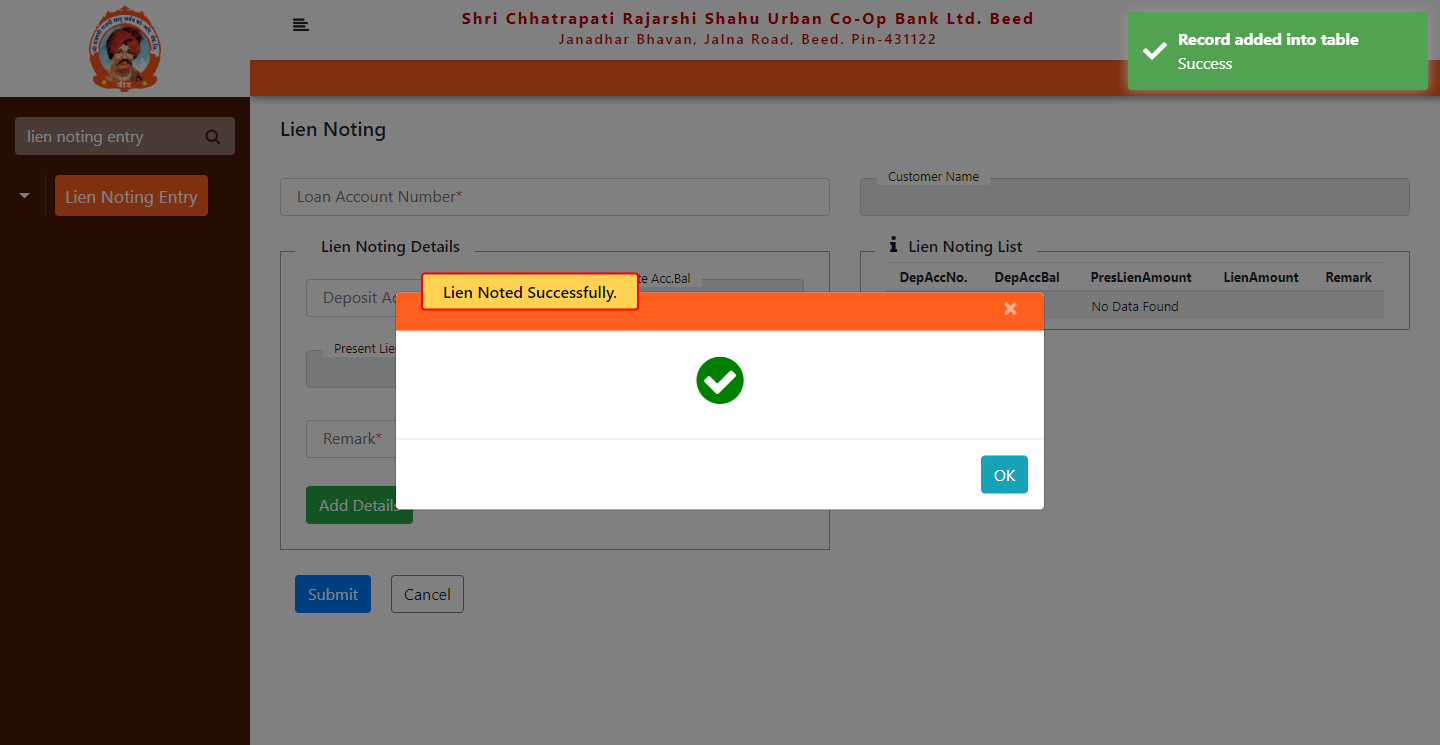 Shri Chhatrapati Rajarshi Shahu Urban Co-Op Bank Ltd. Beed
Janadhar Bhavan, Jalna Road, Beed. Pin-431122
Record added into table
Success
lien noting entry
Lien Noting Entry
Lien Noting
Loan Account Number*
Customer Name
Lien Noting Details
Lien Noting List
Acc.Bal
DepAccNo. DepAccBal PresLienAmount LienAmount Remark
Deposit
No Data Found
Lien Noted Successfully.
×
Present
Remark*
OK
Add Details
Submit
Cancel